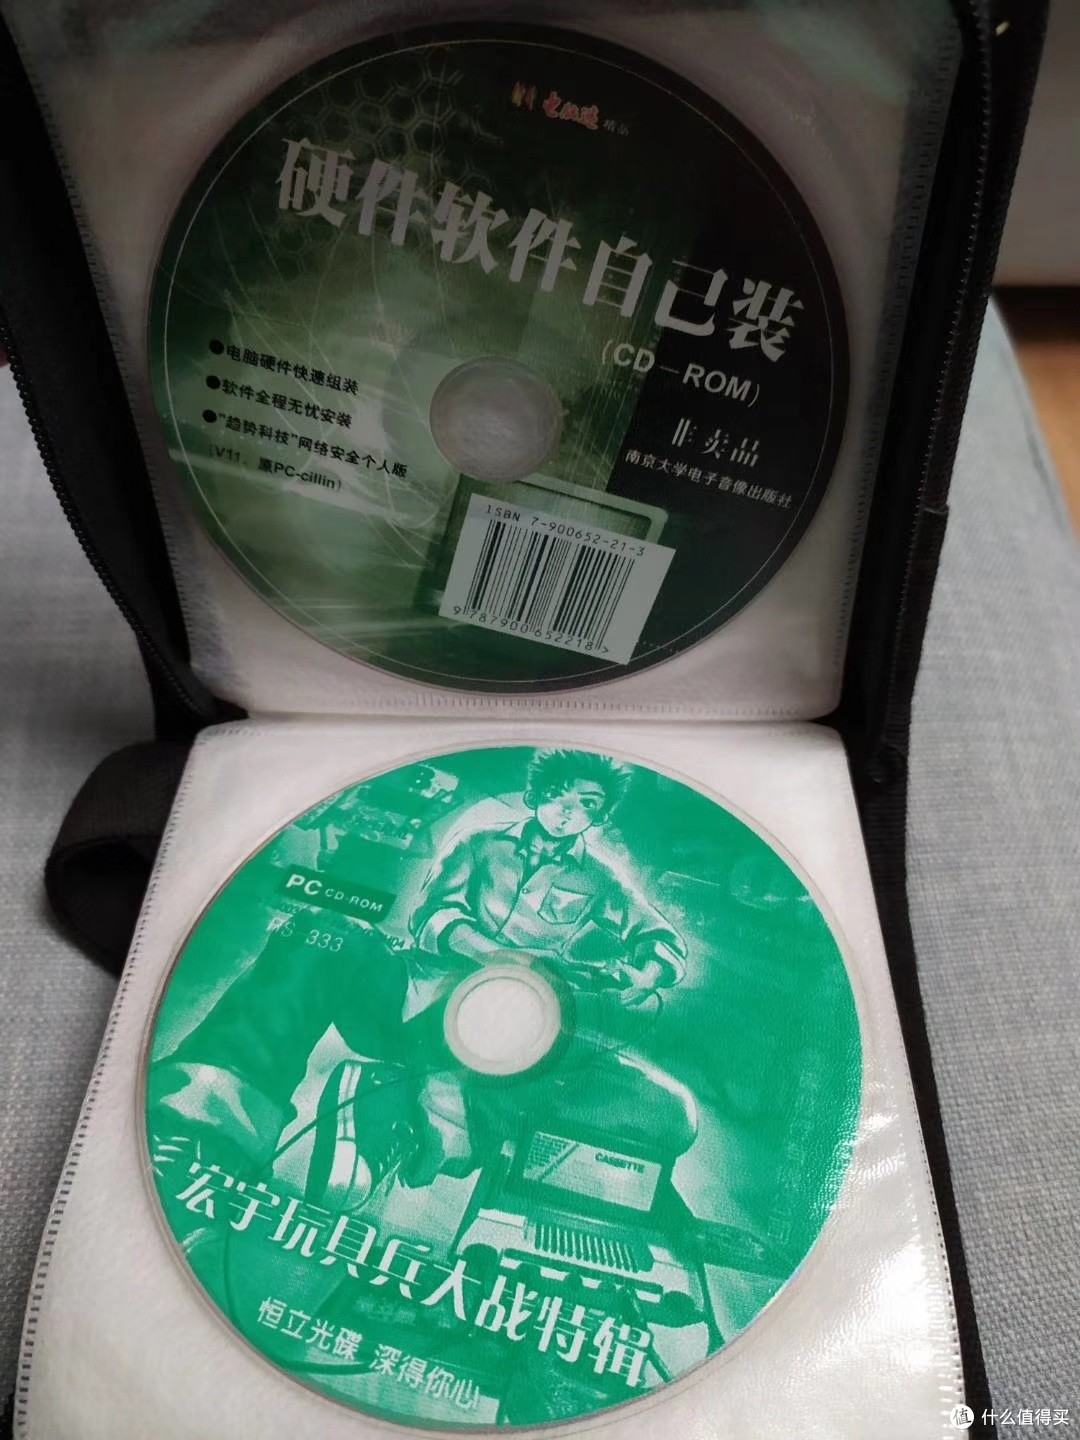 电脑迷 精品
硬件软件自己装
(CD-ROM)
●电脑硬件快速组装
●软件全程无忧安装
●"趋势科技"网络安全个人版
(V11，原PC-cillin)
非卖品
南京大学电子音像出版社
ISBN 7-900652-21-3
9 787900 652218 >
PC CD-ROM
HS-333
CASSETTE
宏宇玩具兵大战特辑
恒立光碟 深得你心
值 什么值得买